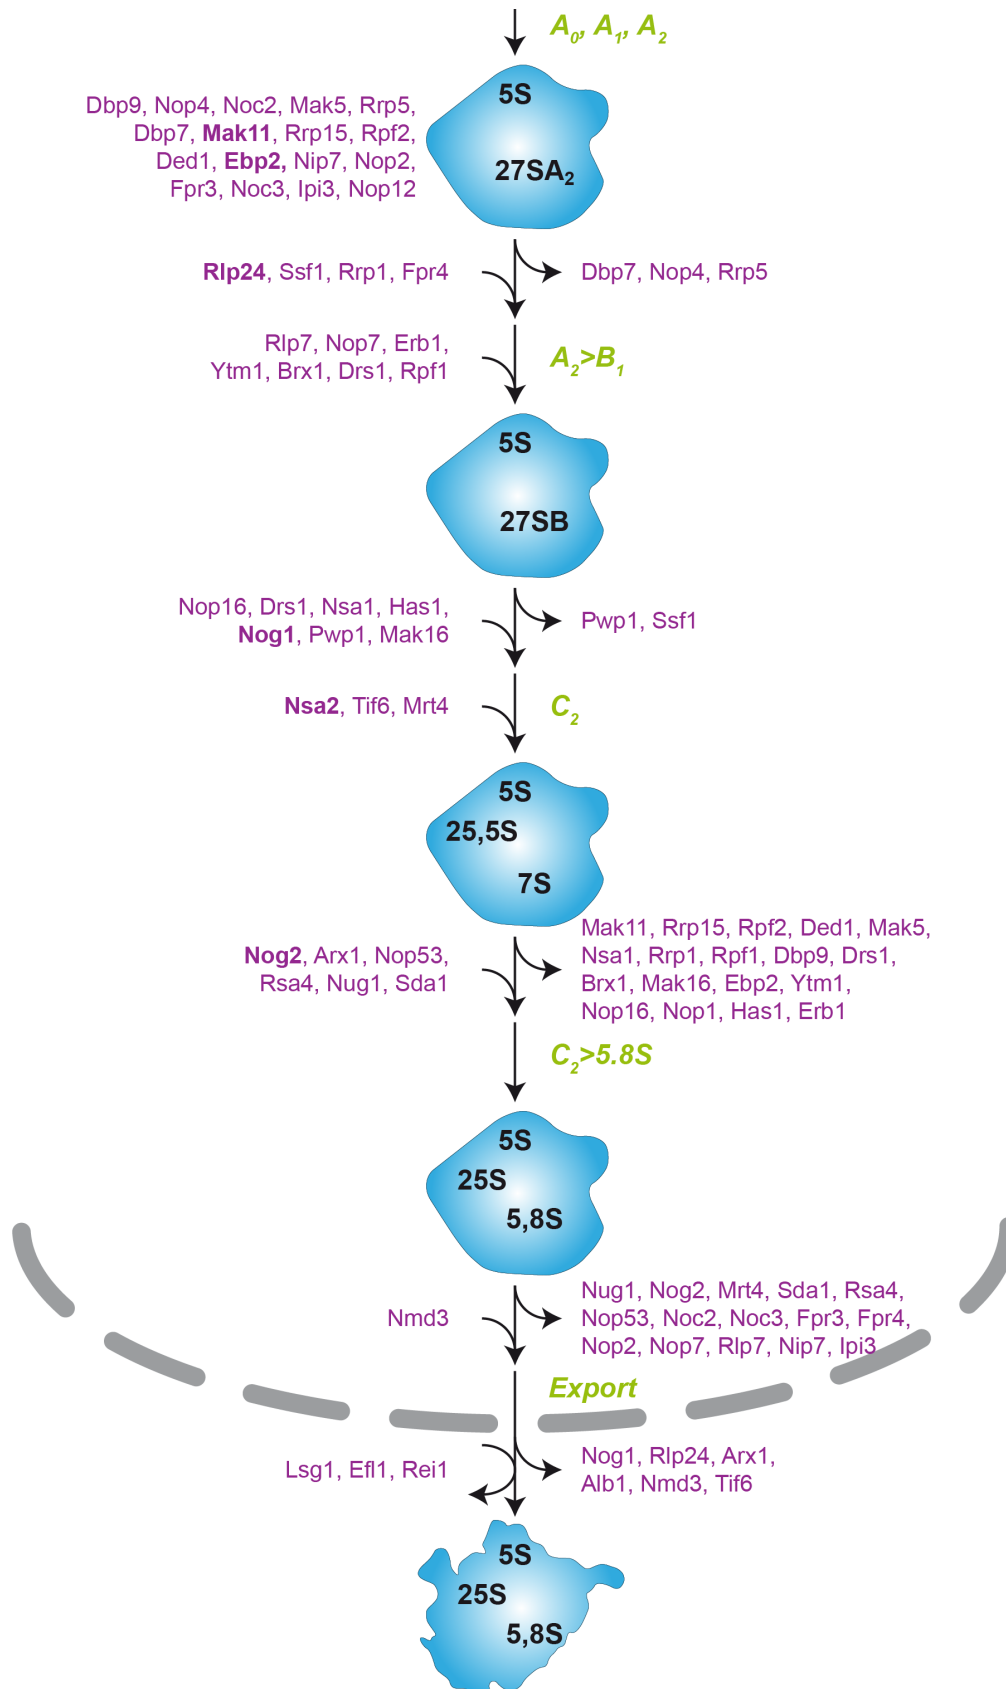 A0, A1, A2
5S
27SA2
Dbp9, Nop4, Noc2, Mak5, Rrp5,
Dbp7, Mak11, Rrp15, Rpf2,
Ded1, Ebp2, Nip7, Nop2,
Fpr3, Noc3, Ipi3, Nop12
Rlp24, Ssf1, Rrp1, Fpr4
Dbp7, Nop4, Rrp5
Rlp7, Nop7, Erb1,
Ytm1, Brx1, Drs1, Rpf1
A2>B1
5S
27SB
Nop16, Drs1, Nsa1, Has1,
Nog1, Pwp1, Mak16
Pwp1, Ssf1
Nsa2, Tif6, Mrt4
C2
5S
25,5S
7S
Nog2, Arx1, Nop53,
Rsa4, Nug1, Sda1
Mak11, Rrp15, Rpf2, Ded1, Mak5,
Nsa1, Rrp1, Rpf1, Dbp9, Drs1,
Brx1, Mak16, Ebp2, Ytm1,
Nop16, Nop1, Has1, Erb1
C2>5.8S
5S
25S
5,8S
Nmd3
Nug1, Nog2, Mrt4, Sda1, Rsa4,
Nop53, Noc2, Noc3, Fpr3, Fpr4,
Nop2, Nop7, Rlp7, Nip7, Ipi3
Export
Lsg1, Efl1, Rei1
Nog1, Rlp24, Arx1,
Alb1, Nmd3, Tif6
5S
25S
5,8S